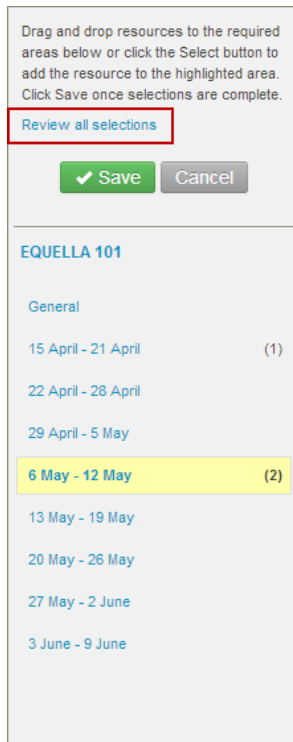 Drag and drop resources to the required
areas below or click the Select button to
add the resource to the highlighted area.
Click Save once selections are complete.
Review all selections
Save Cancel
EQUELLA 101
General
15 April - 21 April (1)
22 April - 28 April
29 April - 5 May
6 May - 12 May (2)
13 May - 19 May
20 May - 26 May
27 May - 2 June
3 June - 9 June